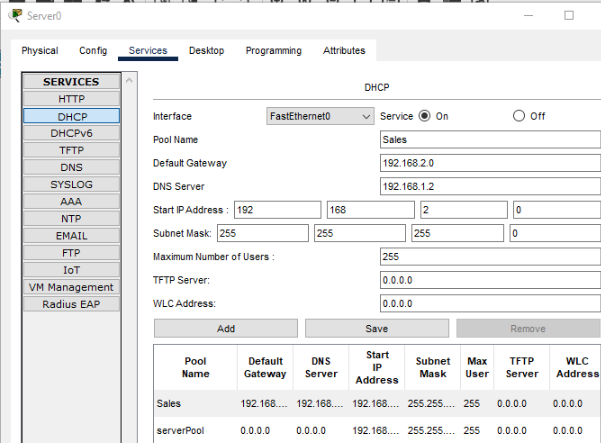 Server0
Physical Config Services Desktop Programming Attributes
SERVICES
HTTP
DHCP
DHCPv6
TFTP
DNS
SYSLOG
AAA
NTP
EMAIL
FTP
IoT
VM Management
Radius EAP
DHCP
Interface FastEthernet0 Service On Off
Pool Name Sales
Default Gateway 192.168.2.0
DNS Server 192.168.1.2
Start IP Address : 192 168 2 0
Subnet Mask: 255 255 255 0
Maximum Number of Users : 255
TFTP Server: 0.0.0.0
WLC Address: 0.0.0.0
Add Save Remove
Pool Name Default Gateway DNS Server Start IP Address Subnet Mask Max User TFTP Server WLC Address
Sales 192.168.... 192.168.... 192.168.... 255.255.... 255 0.0.0.0 0.0.0.0
serverPool 0.0.0.0 0.0.0.0 192.168.... 255.255.... 255 0.0.0.0 0.0.0.0